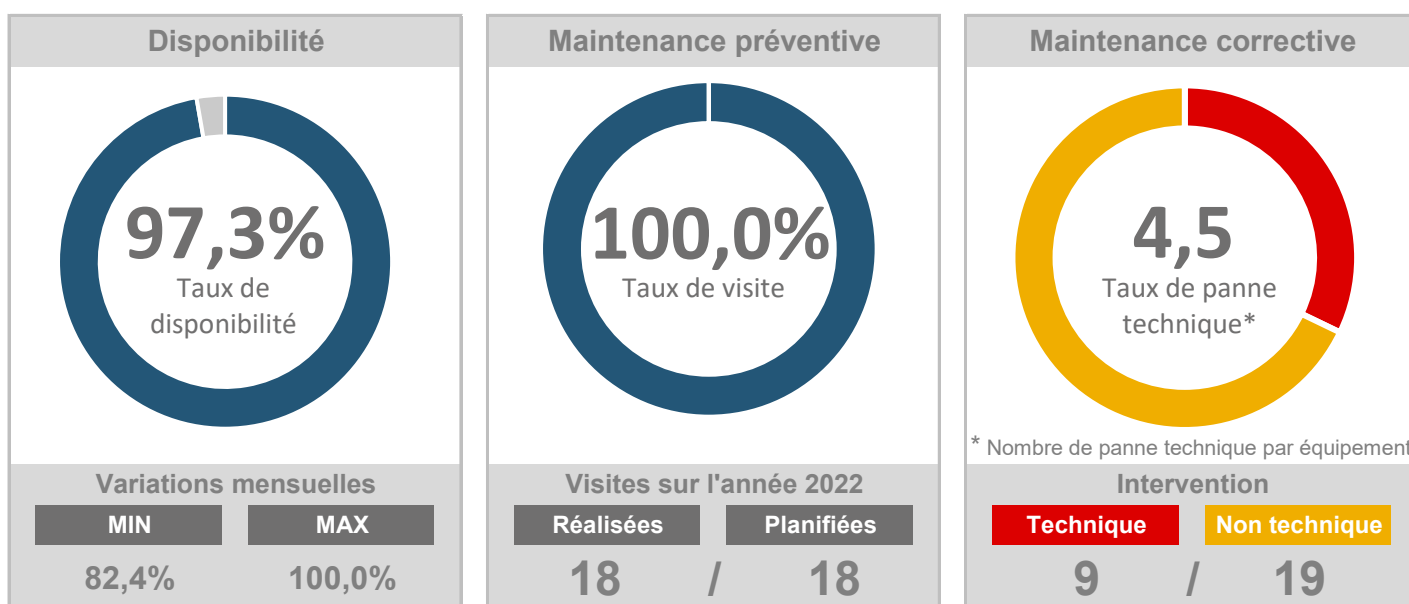 Disponibilité
97,3%
Taux de
disponibilité
Variations mensuelles
MIN MAX
82,4% 100,0%
Maintenance préventive
100,0%
Taux de visite
Visites sur l'année 2022
Réalisées Planifiées
18 / 18
Maintenance corrective
4,5
Taux de panne
technique*
* Nombre de panne technique par équipement
Intervention
Technique Non technique
9 / 19